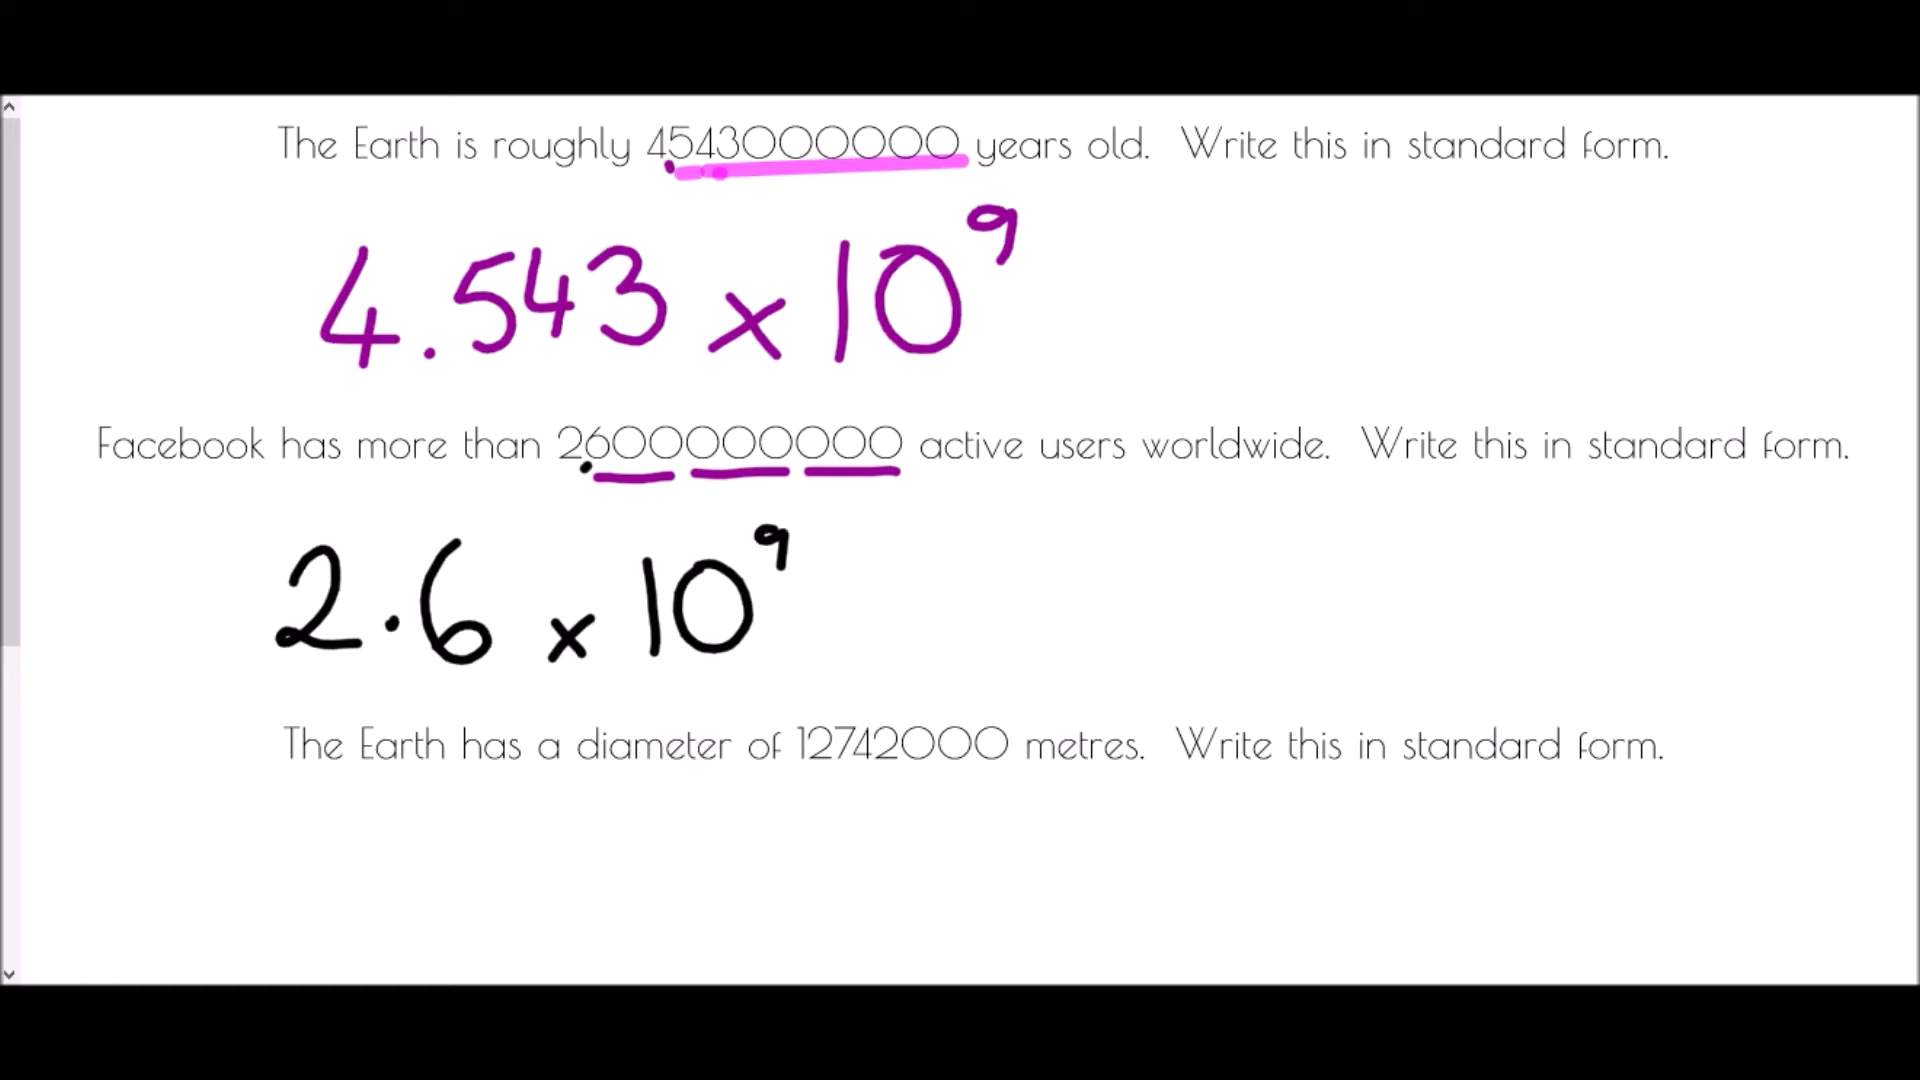 The Earth is roughly 4543000000 years old. Write this in standard form.
4.543 x 10⁹
Facebook has more than 2600000000 active users worldwide. Write this in standard form.
2.6 x 10⁹
The Earth has a diameter of 12742000 metres. Write this in standard form.